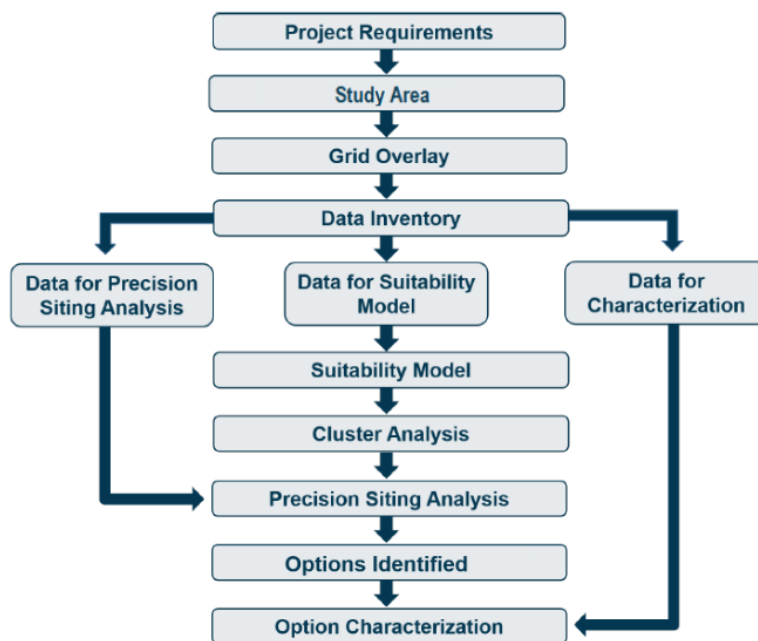 Project Requirements
Study Area
Grid Overlay
Data Inventory
Data for Precision
Siting Analysis
Data for Suitability
Model
Data for
Characterization
Suitability Model
Cluster Analysis
Precision Siting Analysis
Options Identified
Option Characterization